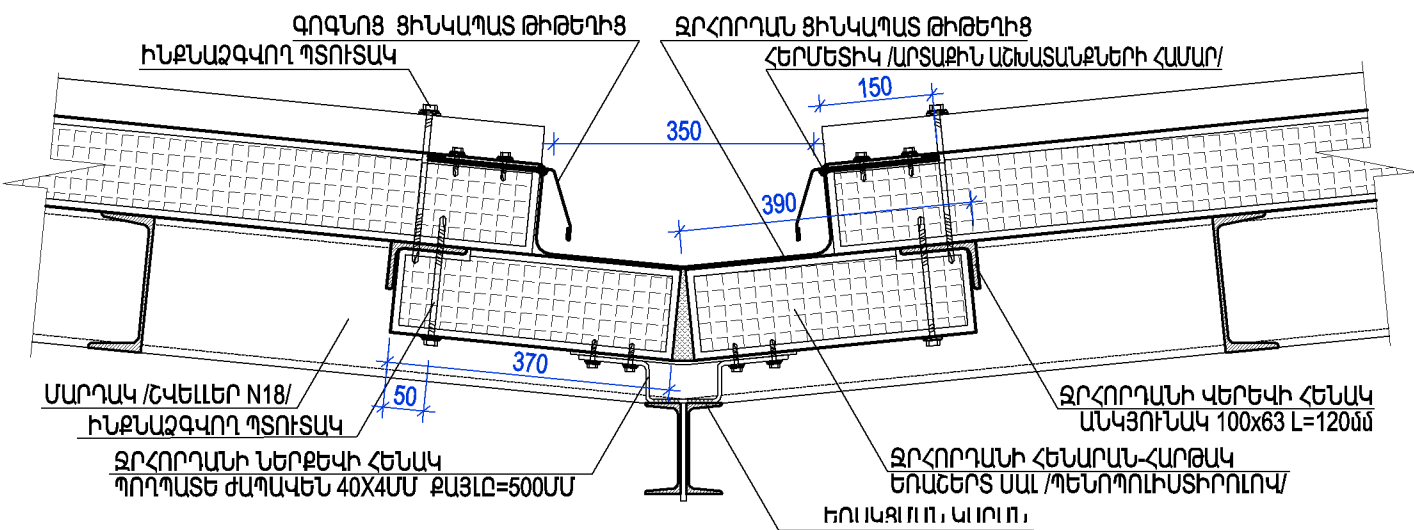 ԳՈԳՆՈՑ ՑԻՆԿԱՊԱՏ ԹԻԹԵՂԻՑ
ՋՐՀՈՐԴԱՆ ՑԻՆԿԱՊԱՏ ԹԻԹԵՂԻՑ
ԻՆՔՆԱՁԳՎՈՂ ՊՏՈՒՏԱԿ
ՀԵՐՄԵՏԻԿ /ԱՐՏԱՔԻՆ ԱՇԽԱՏԱՆՔՆԵՐԻ ՀԱՄԱՐ/
150
350
390
370
50
ՄԱՐԴԱԿ /ՇՎԵԼԼԵՐ N18/
ԻՆՔՆԱՁԳՎՈՂ ՊՏՈՒՏԱԿ
ՋՐՀՈՐԴԱՆԻ ՎԵՐԵՎԻ ՀԵՆԱԿ
ԱՆԿՅՈՒՆԱԿ 100x63 L=120մմ
ՋՐՀՈՐԴԱՆԻ ՆԵՐՔԵՎԻ ՀԵՆԱԿ
ՊՈՂՊԱՏԵ ԺԱՊԱՎԵՆ 40X4ՄՄ ՔԱՅԼԸ=500ՄՄ
ՋՐՀՈՐԴԱՆԻ ՀԵՆԱՐԱՆ-ՀԱՐԹԱԿ
ԵՌԱՇԵՐՏ ՍԱԼ /ՊԵՆՈՊՈԼԻՍՏԻՐՈԼՈՎ/